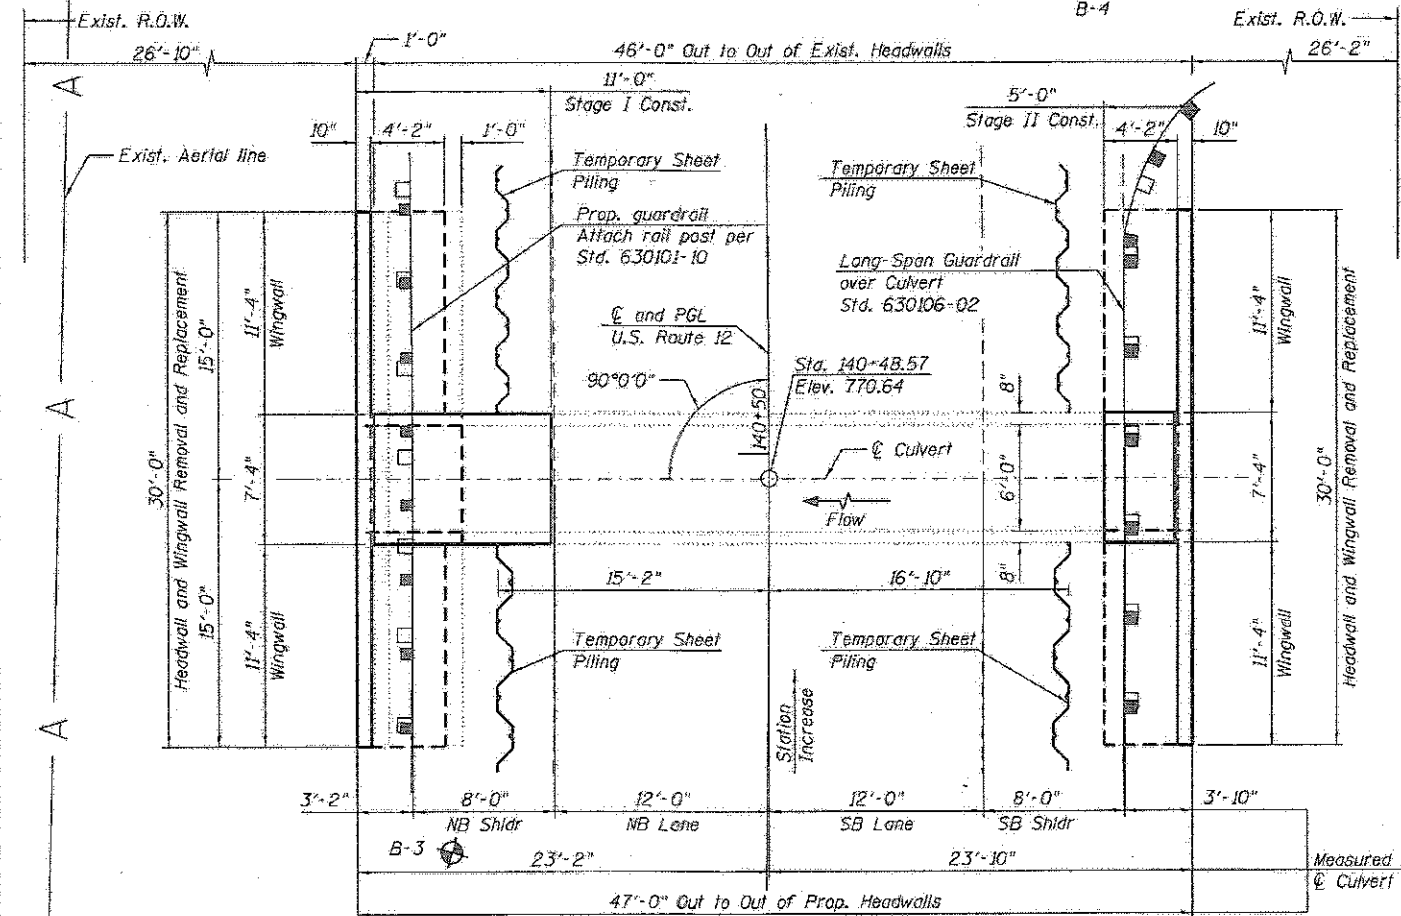 B-4
Exist. R.O.W.
Exist. R.O.W.
26'-10"
1'-0"
46'-0" Out to Out of Exist. Headwalls
26'-2"
11'-0"
Stage I Const.
5'-0"
Stage II Const.
10"
4'-2"
1'-0"
4'-2"
10"
A
Exist. Aerial line
Temporary Sheet
Piling
Temporary Sheet
Piling
Prop. guardrail
Attach rail post per
Std. 630101-10
Long-Span Guardrail
over Culvert
Std. 630106-02
℄ and PGL
U.S. Route 12
Sta. 140+48.57
Elev. 770.64
90°0'0"
140+50
℄ Culvert
Flow
A
30'-0"
Headwall and Wingwall Removal and Replacement
15'-0"
15'-0"
11'-4"
Wingwall
7'-4"
11'-4"
Wingwall
8"
6'-0"
8"
11'-4"
Wingwall
7'-4"
11'-4"
Wingwall
30'-0"
Headwall and Wingwall Removal and Replacement
15'-2"
16'-10"
Temporary Sheet
Piling
Temporary Sheet
Piling
Station
Increase
A
3'-2"
8'-0"
NB Shldr
12'-0"
NB Lane
12'-0"
SB Lane
8'-0"
SB Shldr
3'-10"
B-3
23'-2"
23'-10"
Measured
℄ Culvert
47'-0" Out to Out of Prop. Headwalls